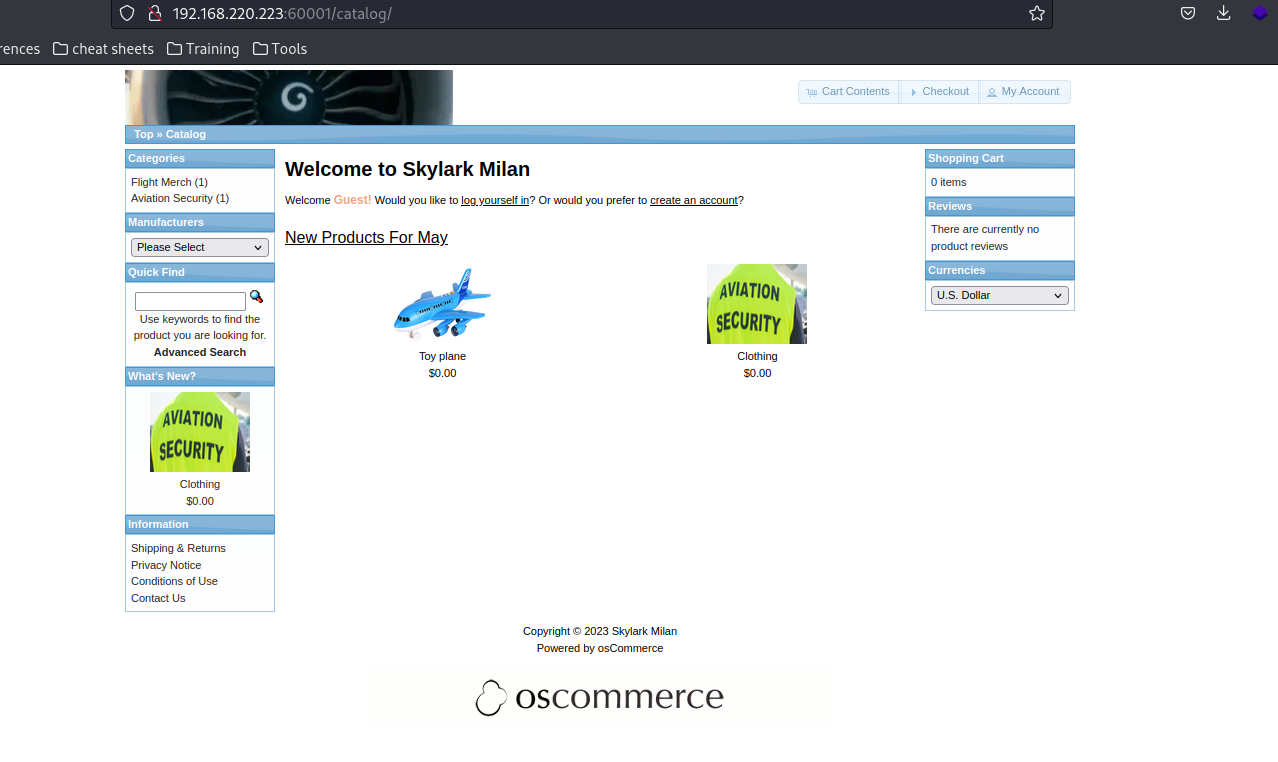 192.168.220.223:60001/catalog/
rences cheat sheets Training Tools
Cart Contents Checkout My Account
Top » Catalog
Categories
Flight Merch (1)
Aviation Security (1)
Manufacturers
Please Select
Quick Find
Use keywords to find the
product you are looking for.
Advanced Search
What's New?
AVIATION
SECURITY
Clothing
$0.00
Information
Shipping & Returns
Privacy Notice
Conditions of Use
Contact Us
Welcome to Skylark Milan
Welcome Guest! Would you like to log yourself in? Or would you prefer to create an account?
New Products For May
Toy plane
$0.00
AVIATION
SECURITY
Clothing
$0.00
Shopping Cart
0 items
Reviews
There are currently no
product reviews
Currencies
U.S. Dollar
Copyright © 2023 Skylark Milan
Powered by osCommerce
oscommerce